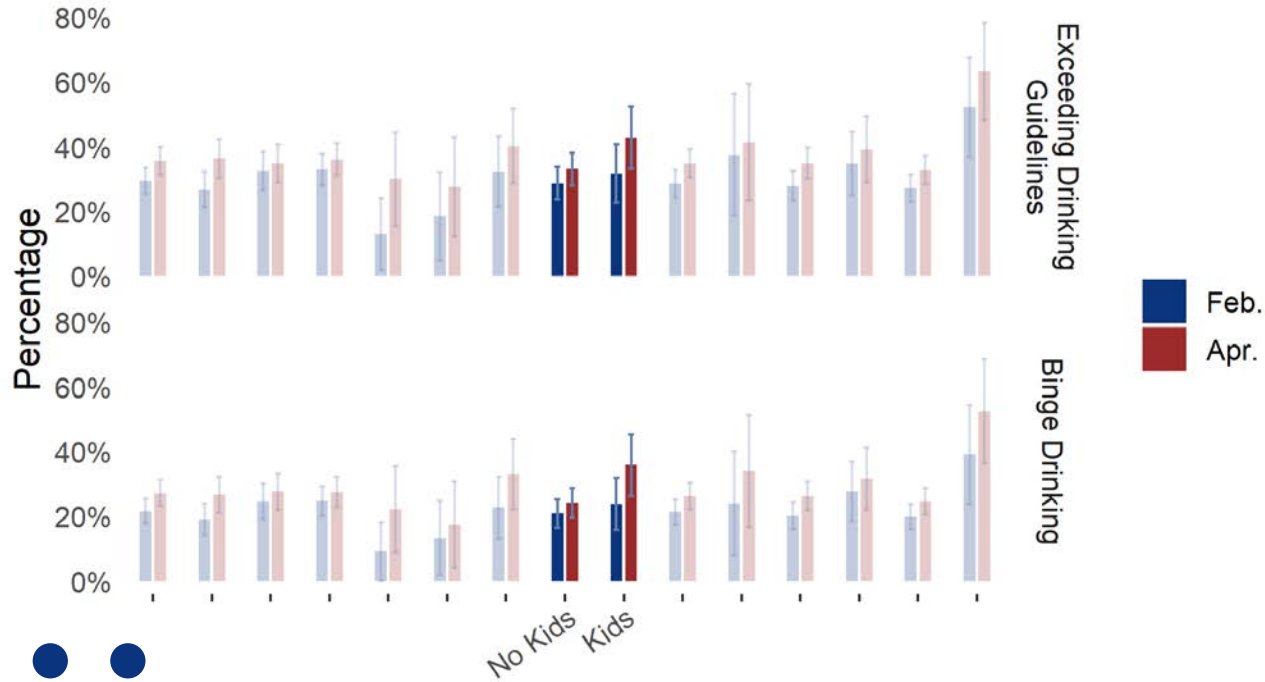 80%
60%
40%
20%
0%
Exceeding Drinking
Guidelines
Percentage
80%
60%
40%
20%
0%
Binge Drinking
No Kids
Kids
Feb.
Apr.